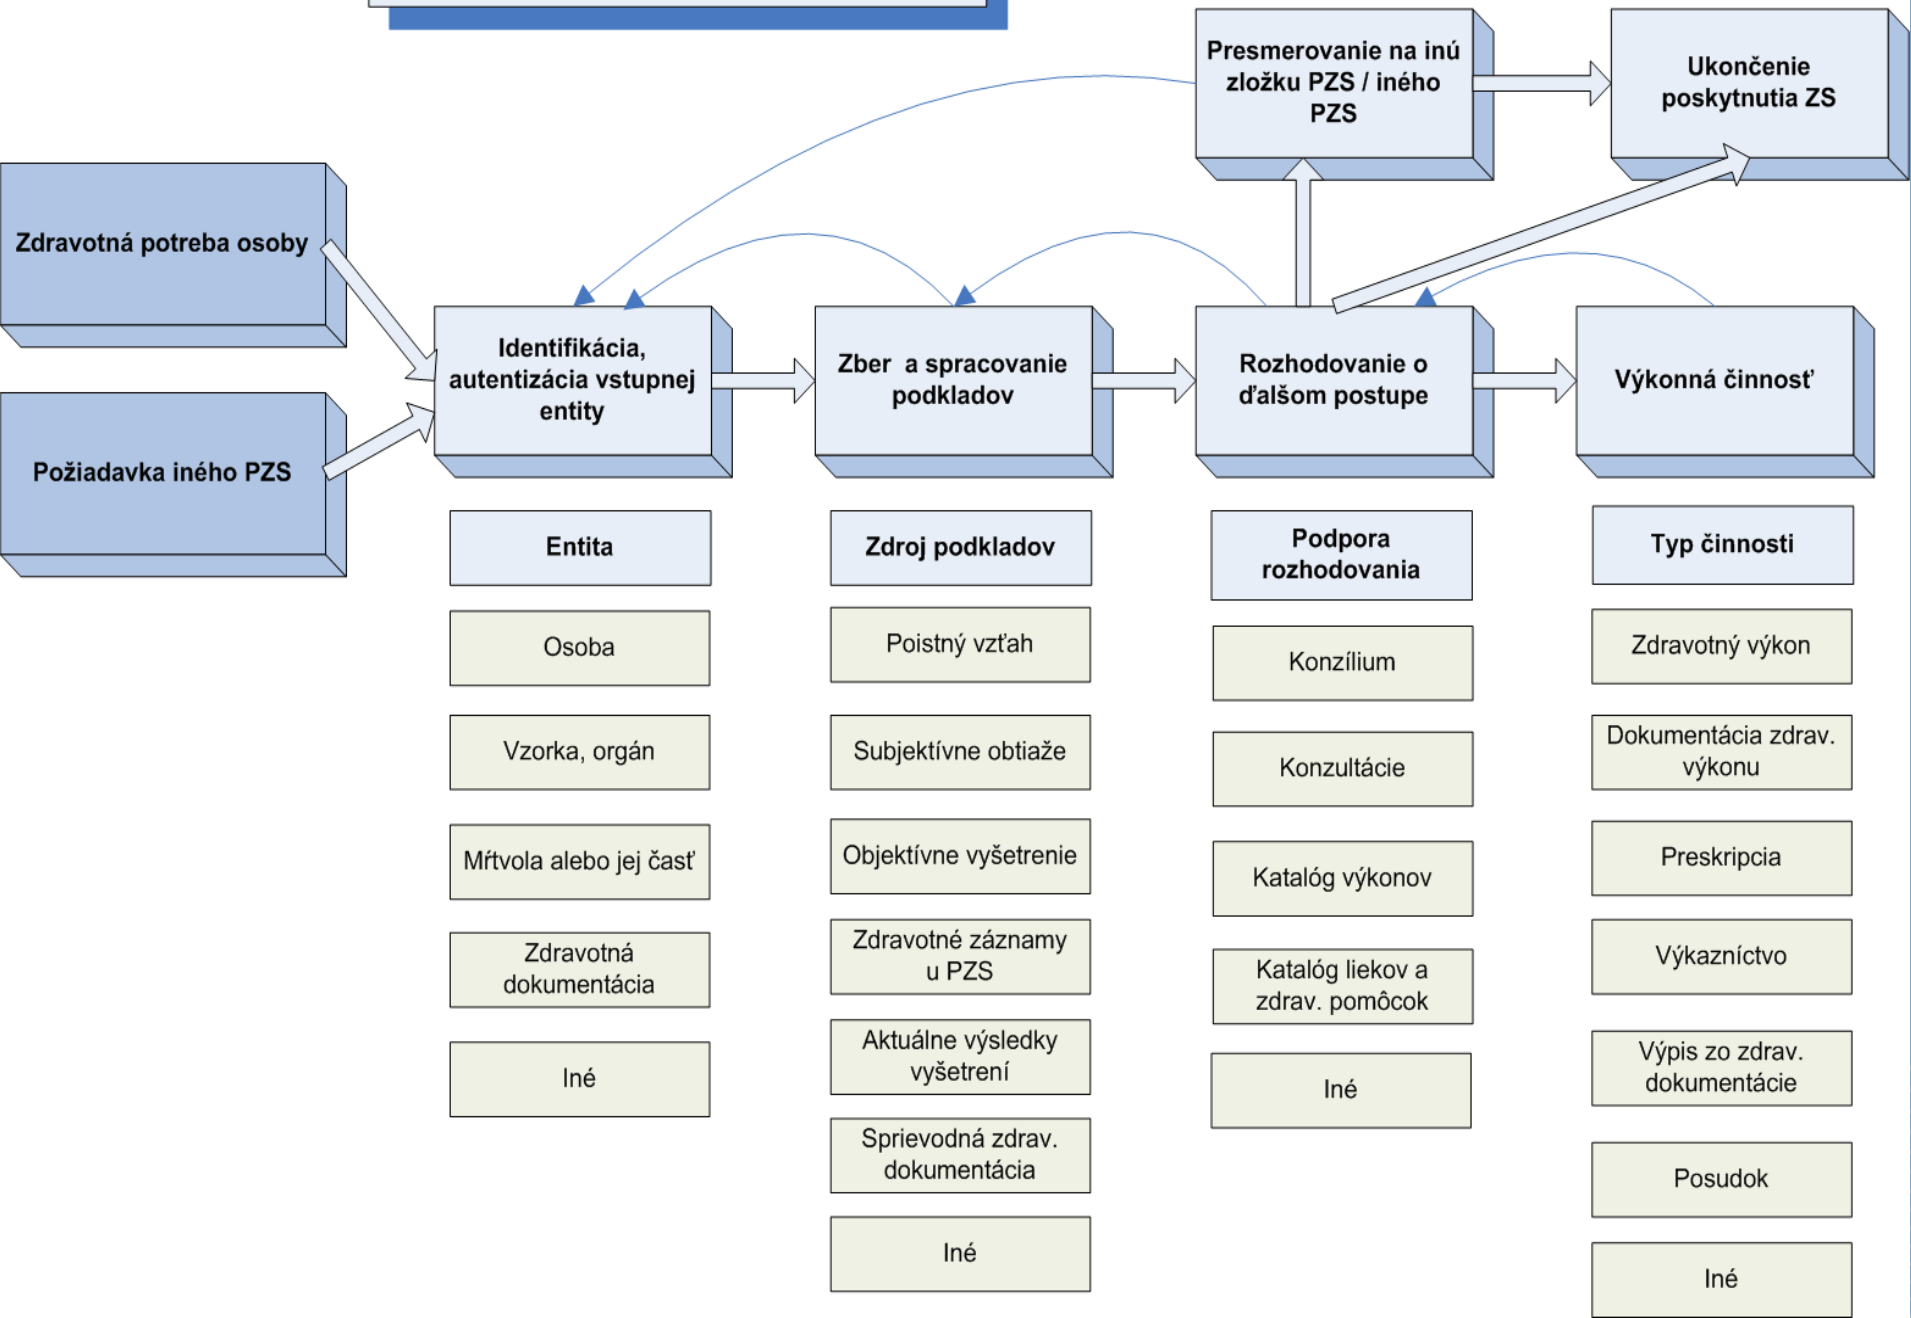 Presmerovanie na inú
zložku PZS / iného
PZS
Ukončenie
poskytnutia ZS
Zdravotná potreba osoby
Požiadavka iného PZS
Identifikácia,
autentizácia vstupnej
entity
Zber a spracovanie
podkladov
Rozhodovanie o
ďalšom postupe
Výkonná činnosť
Entita
Osoba
Vzorka, orgán
Mŕtvola alebo jej časť
Zdravotná
dokumentácia
Iné
Zdroj podkladov
Poistný vzťah
Subjektívne obtiaže
Objektívne vyšetrenie
Zdravotné záznamy
u PZS
Aktuálne výsledky
vyšetrení
Sprievodná zdrav.
dokumentácia
Iné
Podpora
rozhodovania
Konzílium
Konzultácie
Katalóg výkonov
Katalóg liekov a
zdrav. pomôcok
Iné
Typ činnosti
Zdravotný výkon
Dokumentácia zdrav.
výkonu
Preskripcia
Výkazníctvo
Výpis zo zdrav.
dokumentácie
Posudok
Iné